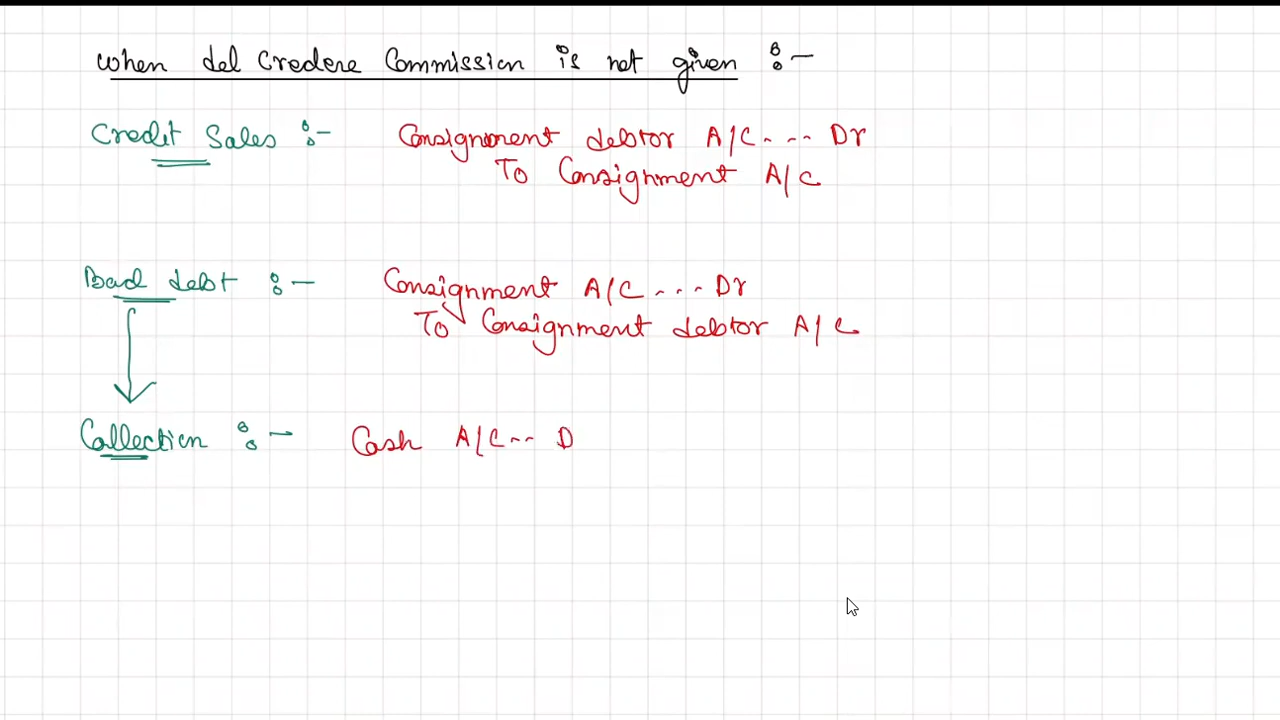 when del credere Commission is not given :-
Credit Sales :- Consignment debtor A/C... Dr
To Consignment A/C
Bad debt :- Consignment A/C ... Dr
To Consignment debtor A/C
Collection :- Cash A/C-- D